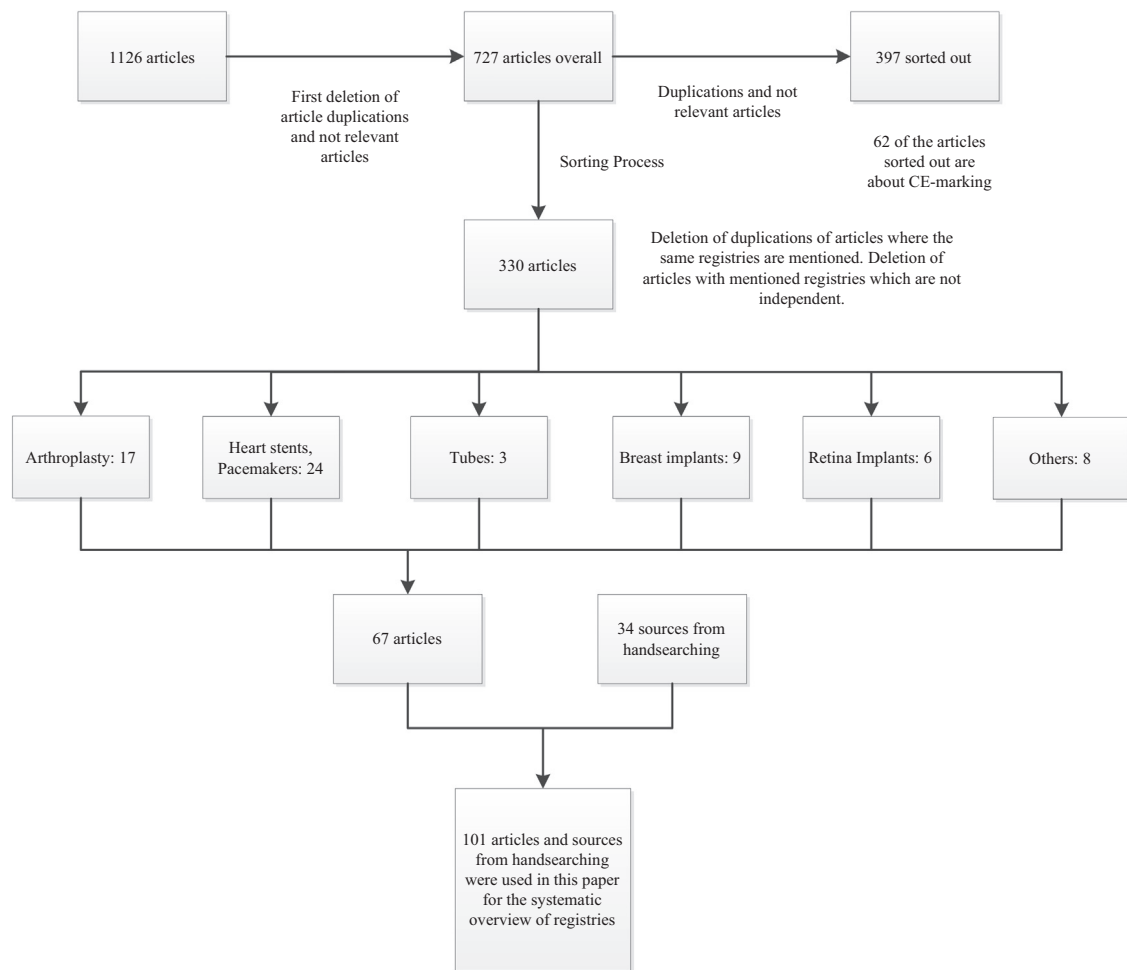 1126 articles
727 articles overall
397 sorted out
First deletion of
article duplications
and not relevant
articles
Duplications and not
relevant articles
62 of the articles
sorted out are
about CE-marking
Sorting Process
330 articles
Deletion of duplications of articles where the
same registries are mentioned. Deletion of
articles with mentioned registries which are not
independent.
Arthroplasty: 17
Heart stents,
Pacemakers: 24
Tubes: 3
Breast implants: 9
Retina Implants: 6
Others: 8
67 articles
34 sources from
handsearching
101 articles and sources
from handsearching
were used in this paper
for the systematic
overview of registries